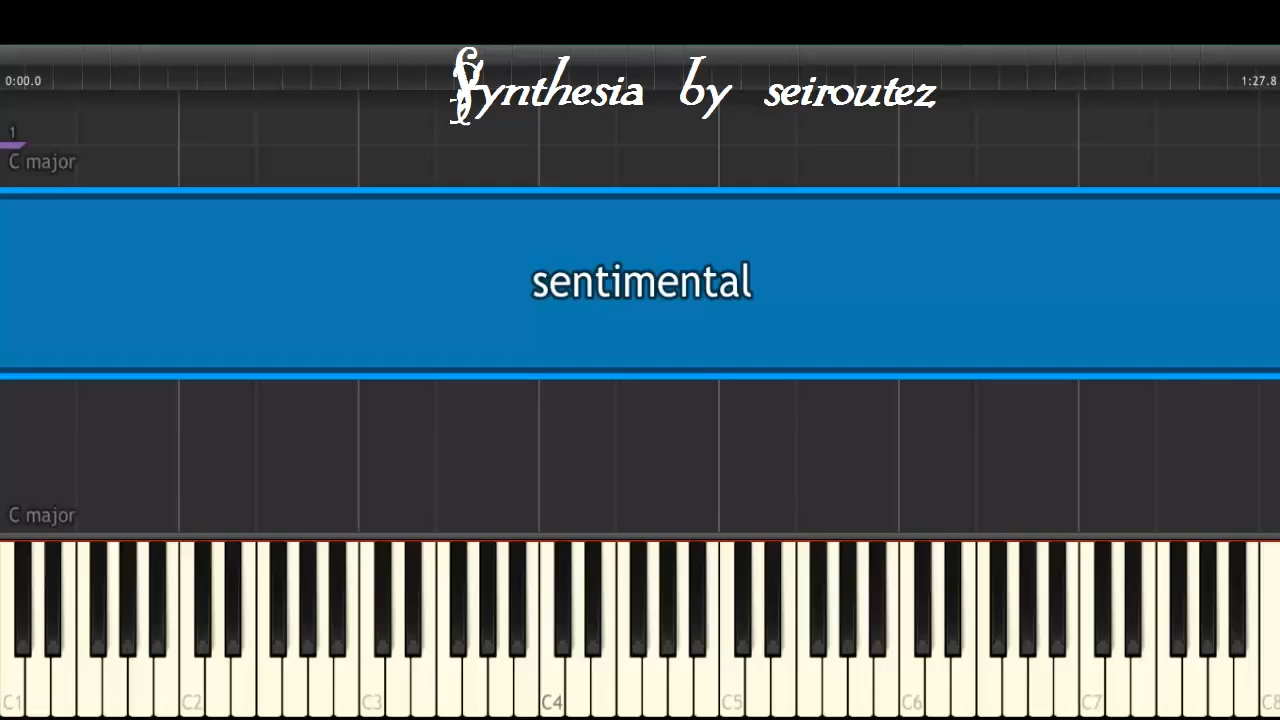 Synthesia by seiroutez
0:00.0
1:27.8
1
C major
sentimental
C major
C1 C2 C3 C4 C5 C6 C7 C8